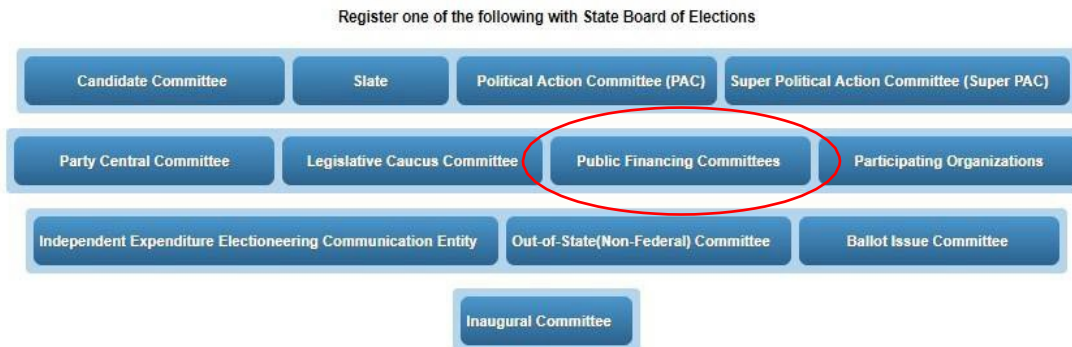 Register one of the following with State Board of Elections
Candidate Committee
Slate
Political Action Committee (PAC)
Super Political Action Committee (Super PAC)
Party Central Committee
Legislative Caucus Committee
Public Financing Committees
Participating Organizations
Independent Expenditure Electioneering Communication Entity
Out-of-State(Non-Federal) Committee
Ballot Issue Committee
Inaugural Committee